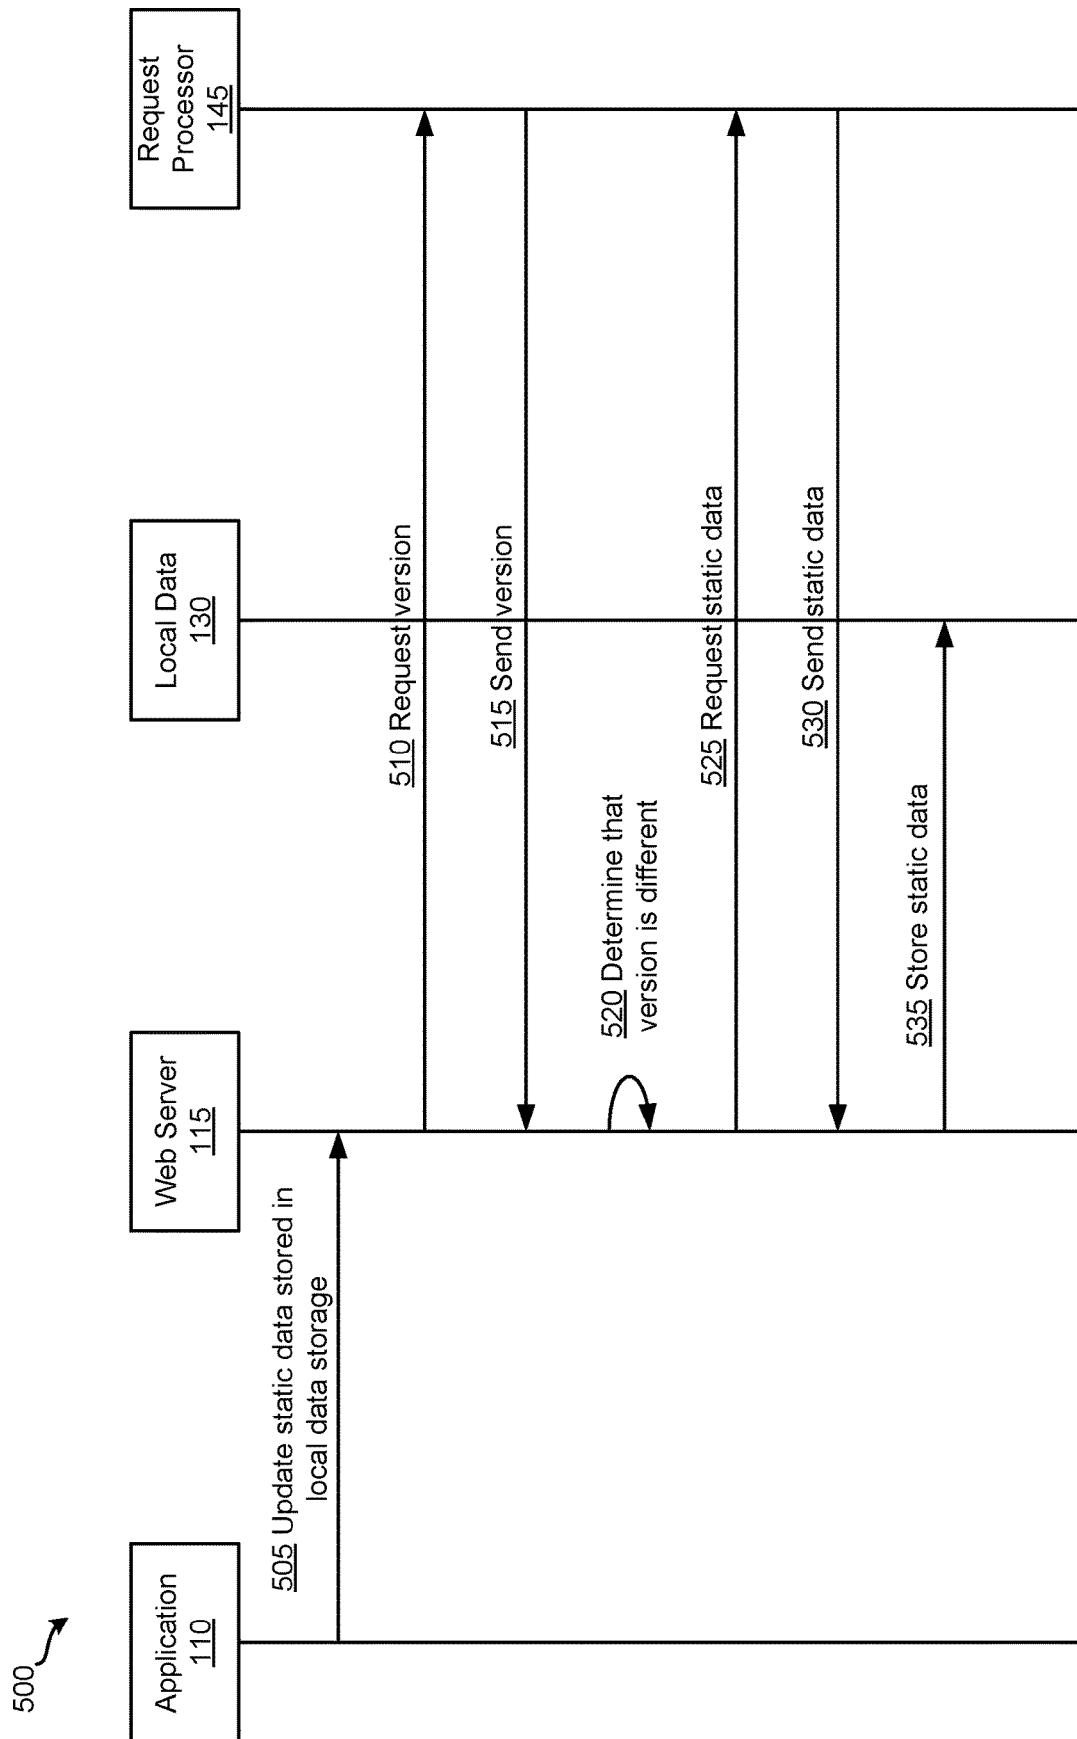 500
Application
110
Web Server
115
Local Data
130
Request
Processor
145
505 Update static data stored in
local data storage
510 Request version
515 Send version
520 Determine that
version is different
525 Request static data
530 Send static data
535 Store static data